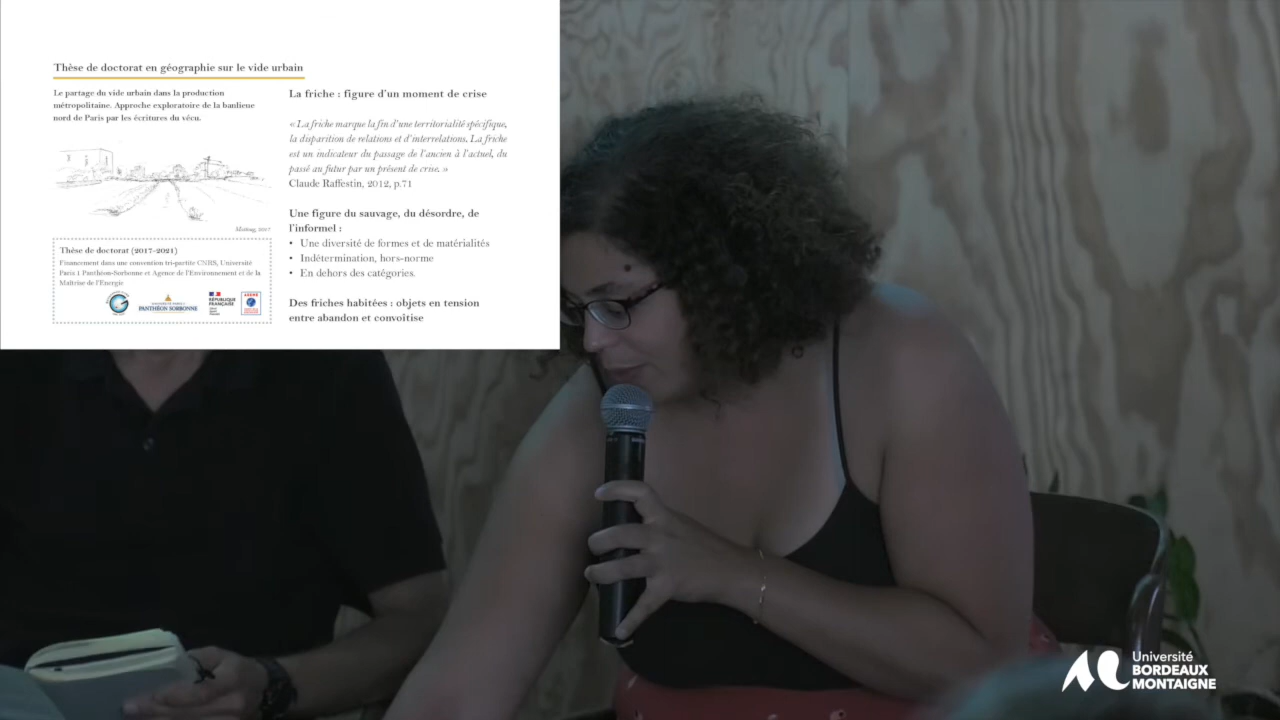 Thèse de doctorat en géographie sur le vide urbain
Le partage du vide urbain dans la production
métropolitaine. Approche exploratoire de la banlieue
nord de Paris par les écritures du vécu.
Mattoug, 2017
Thèse de doctorat (2017-2021)
Financement dans une convention tri-partite CNRS, Université
Paris 1 Panthéon-Sorbonne et Agence de l'Environnement et de la
Maîtrise de l'Energie
PANTHÉON SORBONNE
RÉPUBLIQUE
FRANÇAISE
ADEME
La friche : figure d'un moment de crise
« La friche marque la fin d'une territorialité spécifique,
la disparition de relations et d'interrelations. La friche
est un indicateur du passage de l'ancien à l'actuel, du
passé au futur par un présent de crise. »
Claude Raffestin, 2012, p.71
Une figure du sauvage, du désordre, de
l'informel :
• Une diversité de formes et de matérialités
• Indétermination, hors-norme
• En dehors des catégories.
Des friches habitées : objets en tension
entre abandon et convoitise
Université
BORDEAUX
MONTAIGNE